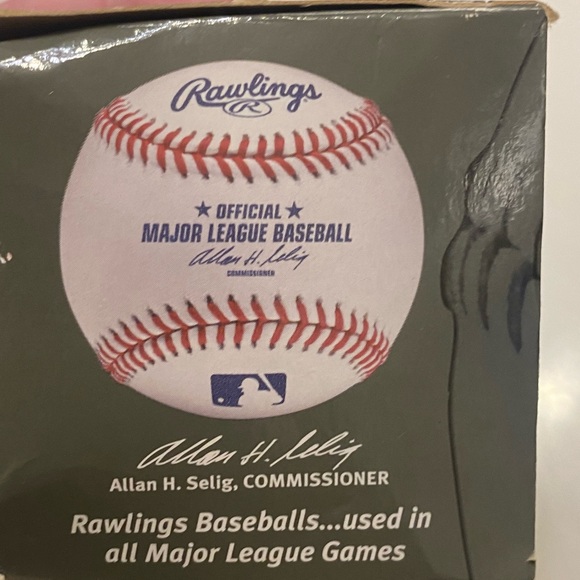 Rawlings
R
OFFICIAL
MAJOR LEAGUE BASEBALL
Allan H. Selig
COMMISSIONER
Allan H. Selig
Allan H. Selig, COMMISSIONER
Rawlings Baseballs...used in
all Major League Games